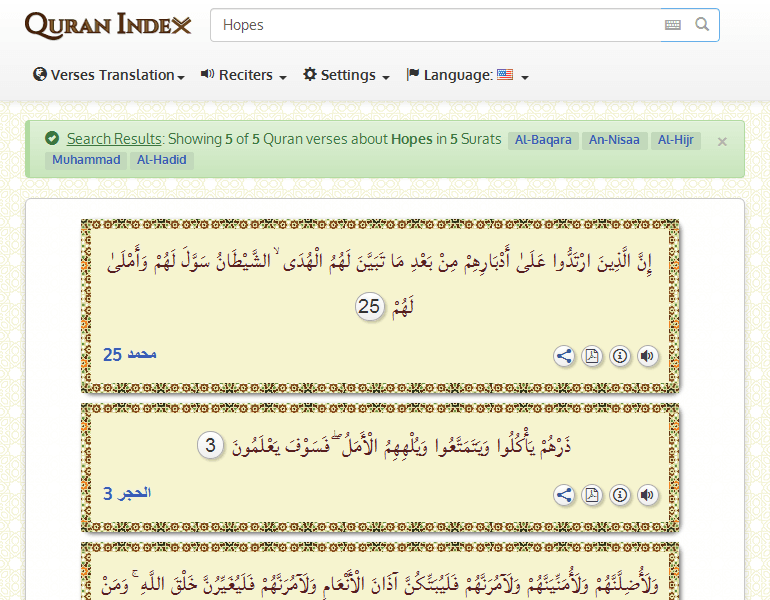 QURAN INDEX
Hopes
Verses Translation
Reciters
Settings
Language:
Search Results: Showing 5 of 5 Quran verses about Hopes in 5 Surats Al-Baqara An-Nisaa Al-Hijr ×
Muhammad Al-Hadid
إِنَّ الَّذِينَ ارْتَدُّوا عَلَىٰ أَدْبَارِهِمْ مِنْ بَعْدِ مَا تَبَيَّنَ لَهُمُ الْهُدَى ۙ الشَّيْطَانُ سَوَّلَ لَهُمْ وَأَمْلَىٰ
لَهُمْ 25
محمد 25
ذَرْهُمْ يَأْكُلُوا وَيَتَمَتَّعُوا وَيُلْهِهِمُ الْأَمَلُ ۖ فَسَوْفَ يَعْلَمُونَ 3
الحجر 3
وَلَأُضِلَّنَّهُمْ وَلَأُمَنِّيَنَّهُمْ وَلَآمُرَنَّهُمْ فَلَيُبَتِّكُنَّ آذَانَ الْأَنْعَامِ وَلَآمُرَنَّهُمْ فَلَيُغَيِّرُنَّ خَلْقَ اللَّهِ ۚ وَمَنْ